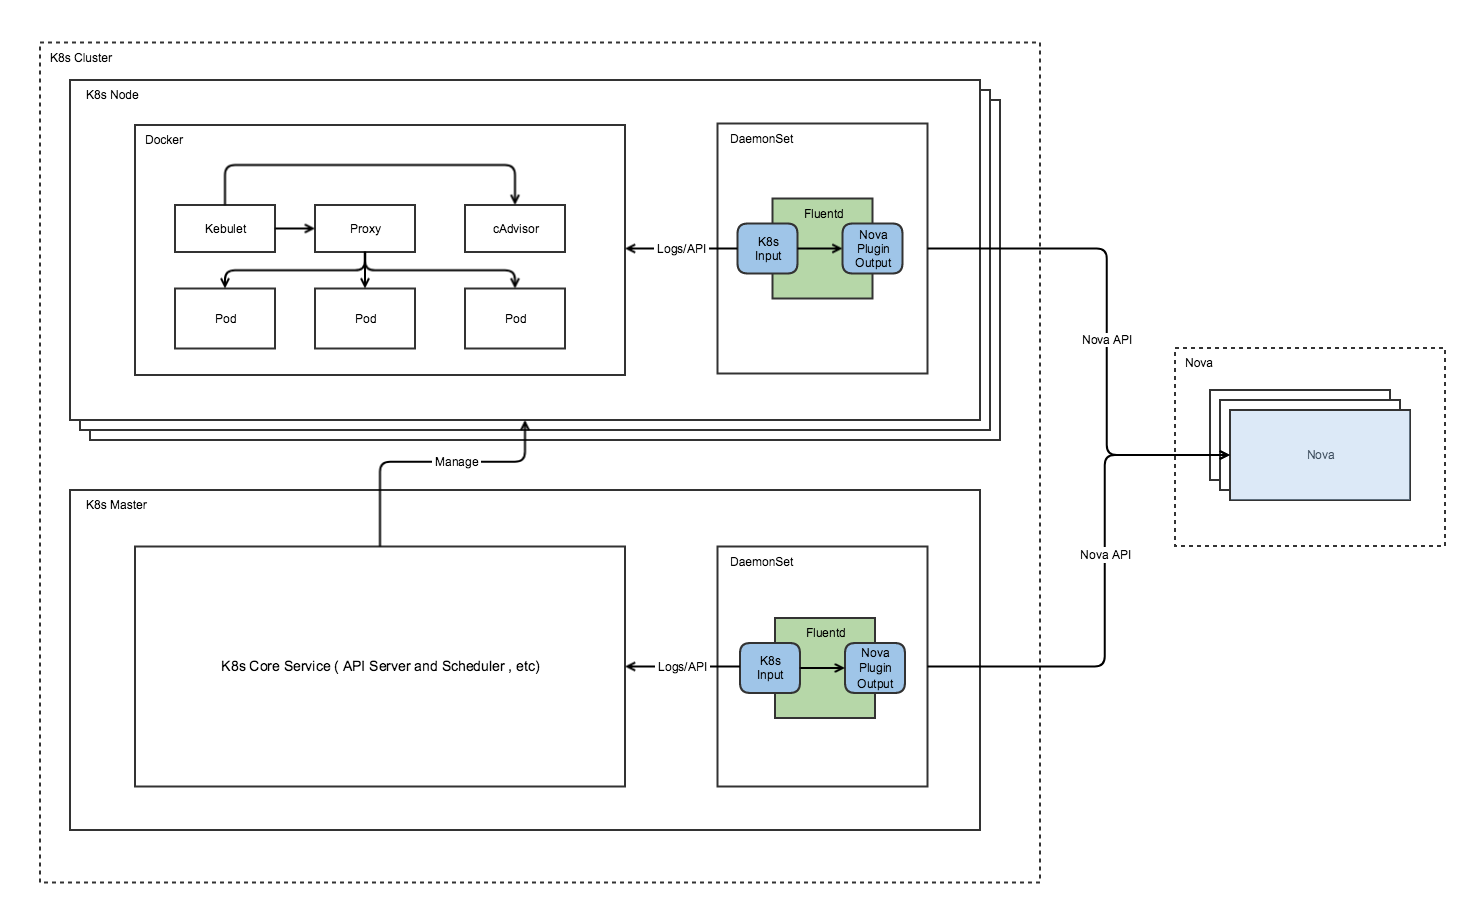 K8s Cluster
K8s Node
Docker
DaemonSet
Kebulet
Proxy
cAdvisor
Pod
Pod
Pod
Logs/API
Fluentd
K8s
Input
Nova
Plugin
Output
Nova API
Nova
Nova
Manage
K8s Master
K8s Core Service ( API Server and Scheduler , etc)
DaemonSet
Logs/API
Fluentd
K8s
Input
Nova
Plugin
Output
Nova API